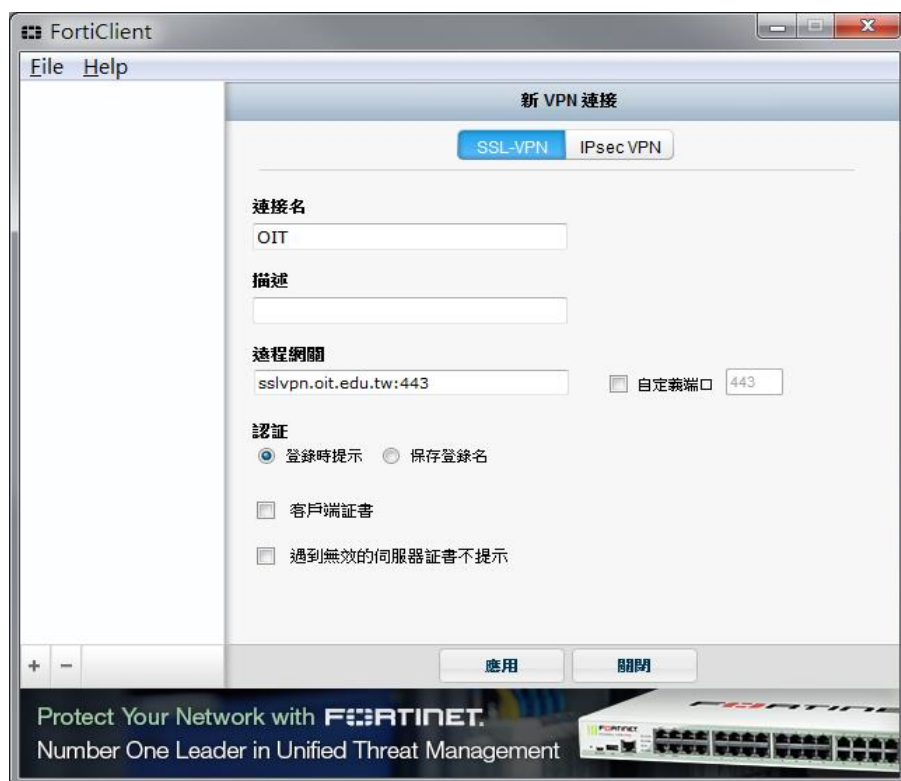 FortiClient
File Help
新 VPN 連接
SSL-VPN IPsec VPN
連接名
OIT
描述
遠程網關
sslvpn.oit.edu.tw:443 自定義端口 443
認証
登錄時提示 保存登錄名
客戶端証書
遇到無效的伺服器証書不提示
+ −
應用 關閉
Protect Your Network with FORTINET.
Number One Leader in Unified Threat Management
FORTINET